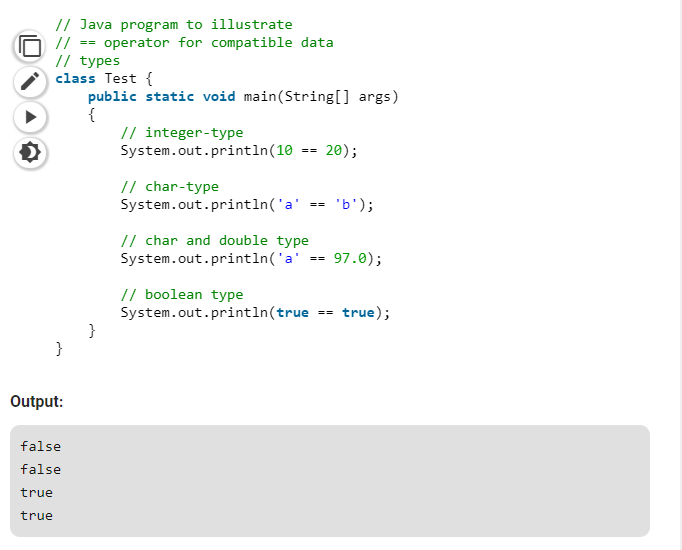 // Java program to illustrate
// == operator for compatible data
// types
class Test {
    public static void main(String[] args)
    {
        // integer-type
        System.out.println(10 == 20);

        // char-type
        System.out.println('a' == 'b');

        // char and double type
        System.out.println('a' == 97.0);

        // boolean type
        System.out.println(true == true);
    }
}
Output:
false
false
true
true